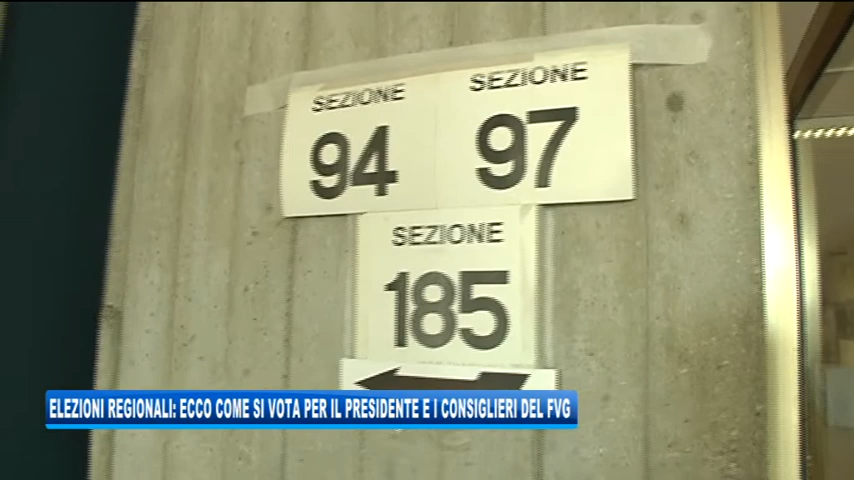 SEZIONE
94
SEZIONE
97
SEZIONE
185
ELEZIONI REGIONALI: ECCO COME SI VOTA PER IL PRESIDENTE E I CONSIGLIERI DEL FVG